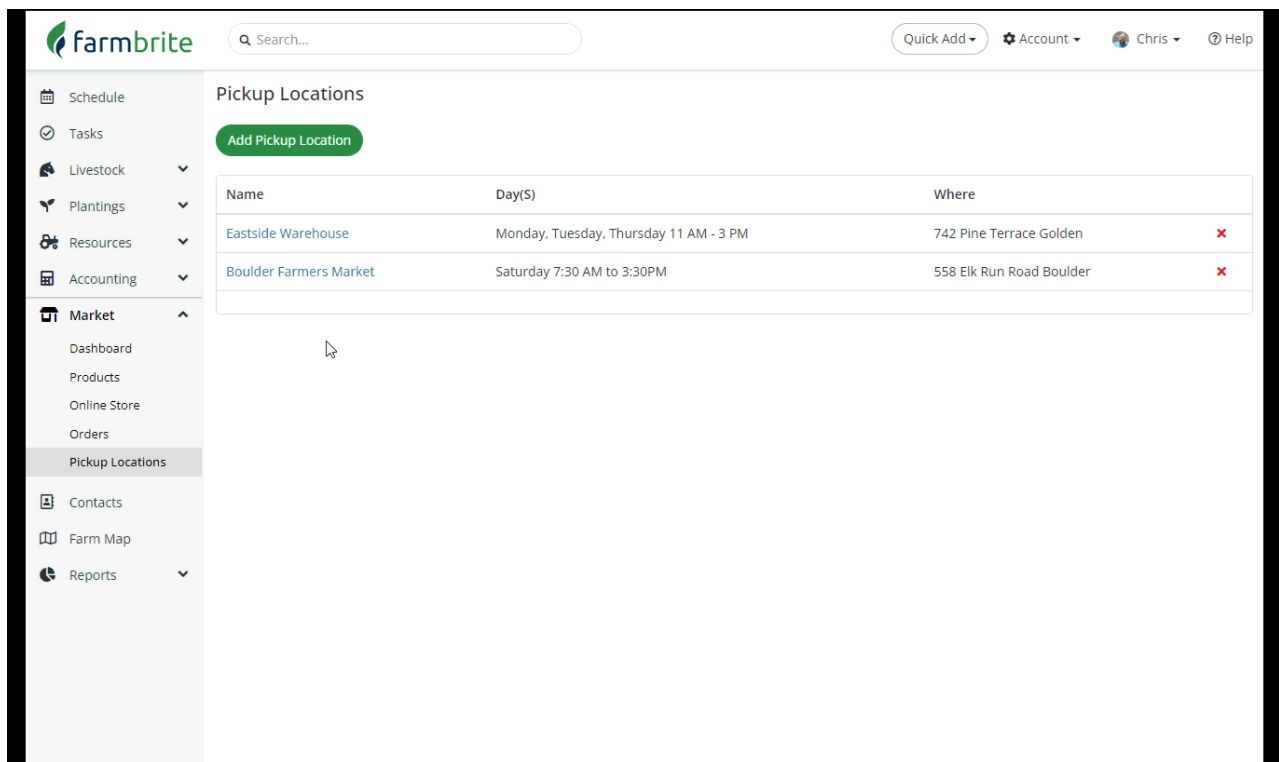 farmbrite
Search...
Quick Add
Account
Chris
Help
Schedule
Tasks
Livestock
Plantings
Resources
Accounting
Market
Dashboard
Products
Online Store
Orders
Pickup Locations
Contacts
Farm Map
Reports
Pickup Locations
Add Pickup Location
Name Day(S) Where
Eastside Warehouse Monday, Tuesday, Thursday 11 AM - 3 PM 742 Pine Terrace Golden
Boulder Farmers Market Saturday 7:30 AM to 3:30PM 558 Elk Run Road Boulder